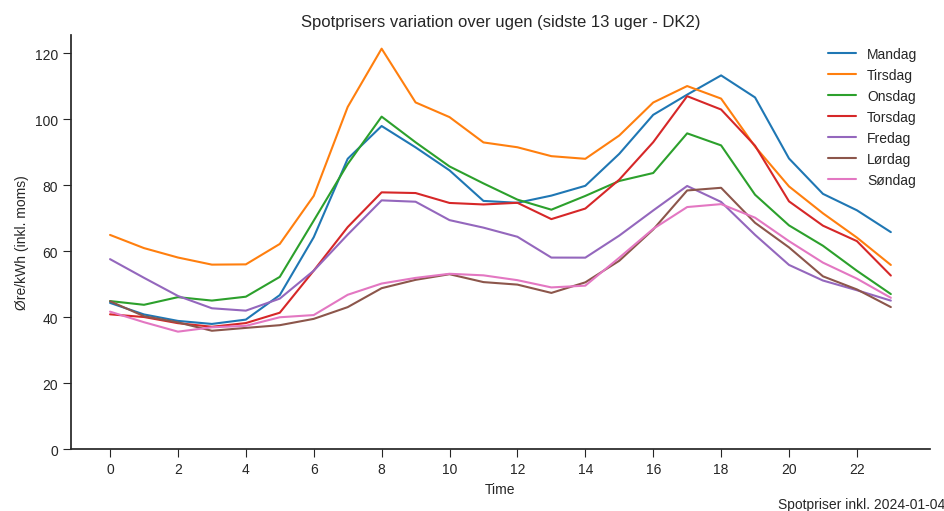 Spotprisers variation over ugen (sidste 13 uger - DK2)
Mandag
Tirsdag
Onsdag
Torsdag
Fredag
Lørdag
Søndag
Øre/kWh (inkl. moms)
120
100
80
60
40
20
0
0 2 4 6 8 10 12 14 16 18 20 22
Time
Spotpriser inkl. 2024-01-04